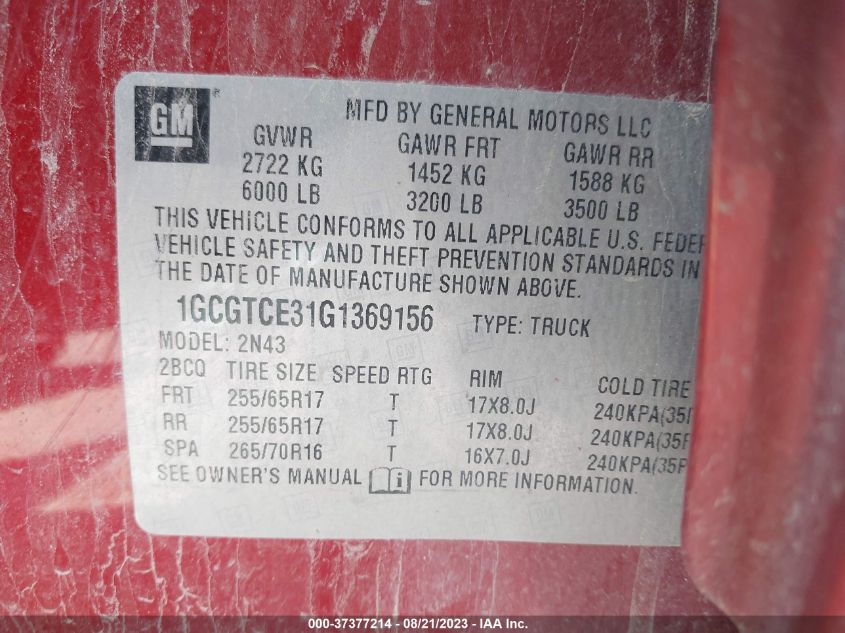 GM
MFD BY GENERAL MOTORS LLC
GVWR GAWR FRT GAWR RR
2722 KG 1452 KG 1588 KG
6000 LB 3200 LB 3500 LB
THIS VEHICLE CONFORMS TO ALL APPLICABLE U.S. FEDER
VEHICLE SAFETY AND THEFT PREVENTION STANDARDS IN
THE DATE OF MANUFACTURE SHOWN ABOVE.
1GCGTCE31G1369156 TYPE: TRUCK
MODEL: 2N43
2BCQ TIRE SIZE SPEED RTG RIM COLD TIRE
FRT 255/65R17 T 17X8.0J 240KPA(35
RR 255/65R17 T 17X8.0J 240KPA(35P
SPA 265/70R16 T 16X7.0J 240KPA(35P
SEE OWNER'S MANUAL i FOR MORE INFORMATION.
000-37377214 - 08/21/2023 - Copyright IAA, Inc.